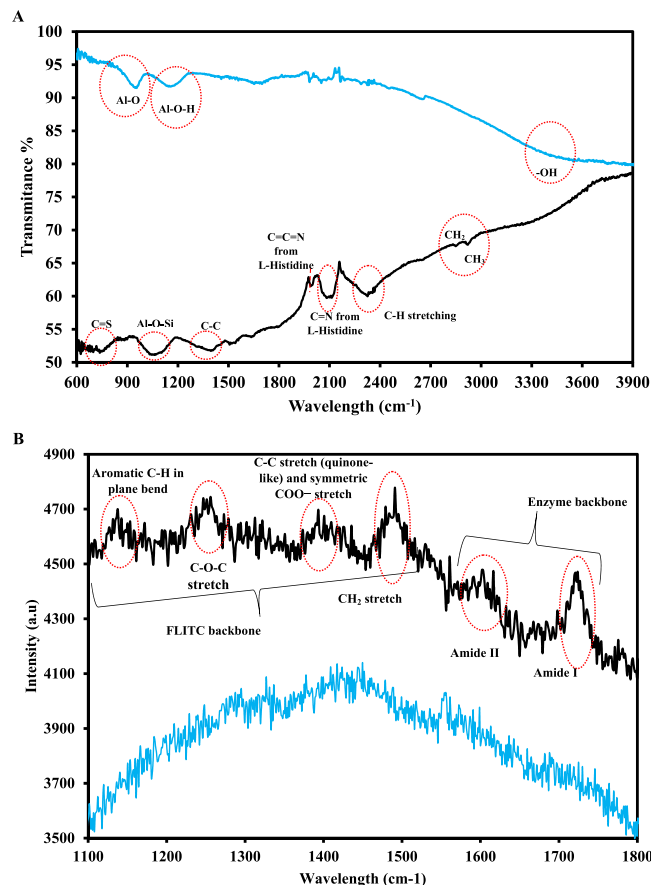 A
100
95
90
85
80
75
70
65
60
55
50
Transmitance %
Al-O
Al-O-H
-OH
C=C=N
from
L-Histidine
CH2
CH3
C=S
Al-O-Si
C-C
C=N from
L-Histidine
C-H stretching
600 900 1200 1500 1800 2100 2400 2700 3000 3300 3600 3900
Wavelength (cm-1)
B
4900
4700
4500
4300
4100
3900
3700
3500
Intensity (a.u)
Aromatic C-H in
plane bend
C-C stretch (quinone-
like) and symmetric
COO− stretch
Enzyme backbone
C-O-C
stretch
CH2 stretch
FLITC backbone
Amide II
Amide I
1100 1200 1300 1400 1500 1600 1700 1800
Wavelength (cm-1)